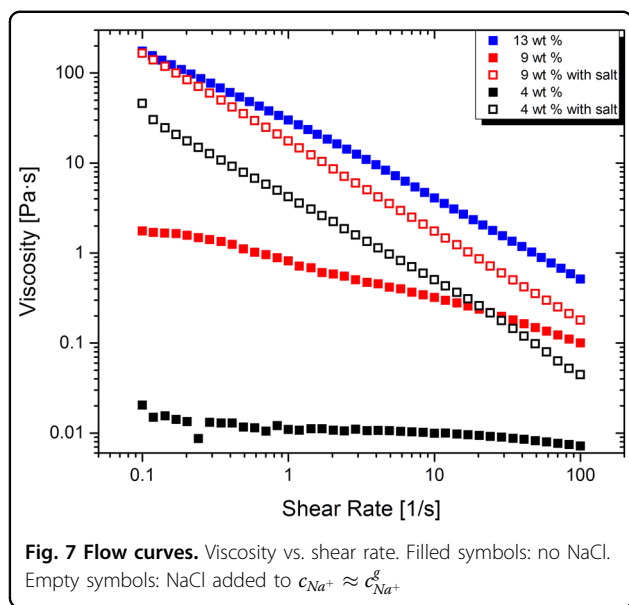 13 wt %
9 wt %
9 wt % with salt
4 wt %
4 wt % with salt
Viscosity [Pa·s]
100
10
1
0.1
0.01
0.1
1
10
100
Shear Rate [1/s]
Fig. 7 Flow curves. Viscosity vs. shear rate. Filled symbols: no NaCl.
Empty symbols: NaCl added to $c_{Na^+} \approx c^g_{Na^+}$